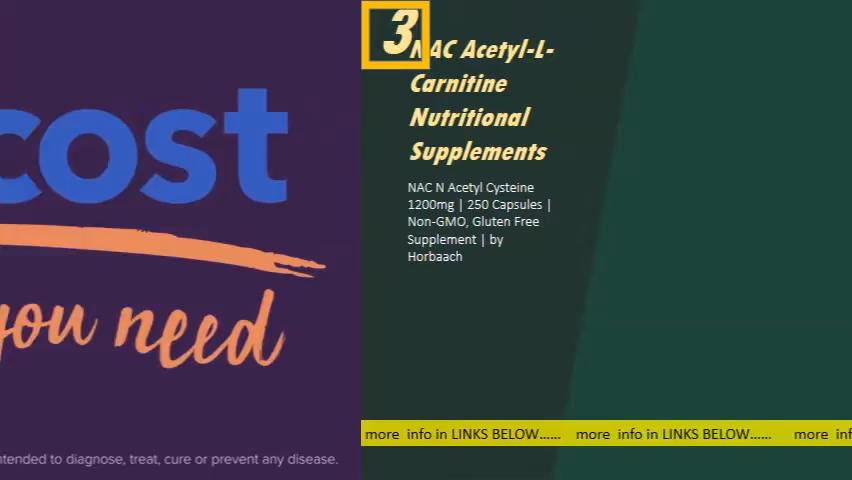 cost
you need
ntended to diagnose, treat, cure or prevent any disease.
3
NAC Acetyl-L-
Carnitine
Nutritional
Supplements
NAC N Acetyl Cysteine
1200mg | 250 Capsules |
Non-GMO, Gluten Free
Supplement | by
Horbaach
more info in LINKS BELOW...... more info in LINKS BELOW...... more inf